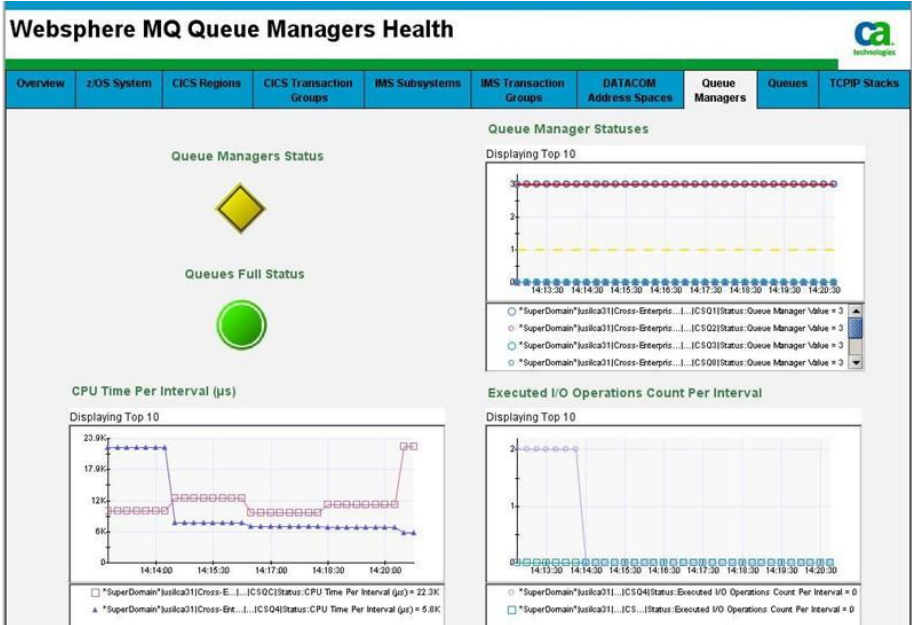 Websphere MQ Queue Managers Health
ca
technologies
Overview
z/OS System
CICS Regions
CICS Transaction
Groups
IMS Subsystems
IMS Transaction
Groups
DATACOM
Address Spaces
Queue
Managers
Queues
TCPIP Stacks
Queue Managers Status
Queues Full Status
Queue Manager Statuses
Displaying Top 10
3
2
1
0
14:13:30 14:14:30 14:15:30 14:16:30 14:17:30 14:18:30 14:19:30 14:20:30
*SuperDomain*|usilca31|Cross-Enterpris...|...|CSQ1|Status:Queue Manager Value = 3
*SuperDomain*|usilca31|Cross-Enterpris...|...|CSQ2|Status:Queue Manager Value = 3
*SuperDomain*|usilca31|Cross-Enterpris...|...|CSQ3|Status:Queue Manager Value = 3
*SuperDomain*|usilca31|Cross-Enterpris...|...|CSQ8|Status:Queue Manager Value = 3
CPU Time Per Interval (µs)
Displaying Top 10
23.9K
17.9K
12K
6K
0
14:14:00 14:15:30 14:17:00 14:18:30 14:20:00
*SuperDomain*|usilca31|Cross-E...|...|CSQC|Status:CPU Time Per Interval (µs) = 22.3K
*SuperDomain*|usilca31|Cross-Ent...|...|CSQ4|Status:CPU Time Per Interval (µs) = 5.8K
Executed I/O Operations Count Per Interval
Displaying Top 10
2
1
0
14:13:30 14:14:30 14:15:30 14:16:30 14:17:30 14:18:30 14:19:30 14:20:30
*SuperDomain*|usilca31|...|CSQ4|Status:Executed I/O Operations Count Per Interval = 0
*SuperDomain*|usilca31|...|CS...|Status:Executed I/O Operations Count Per Interval = 0